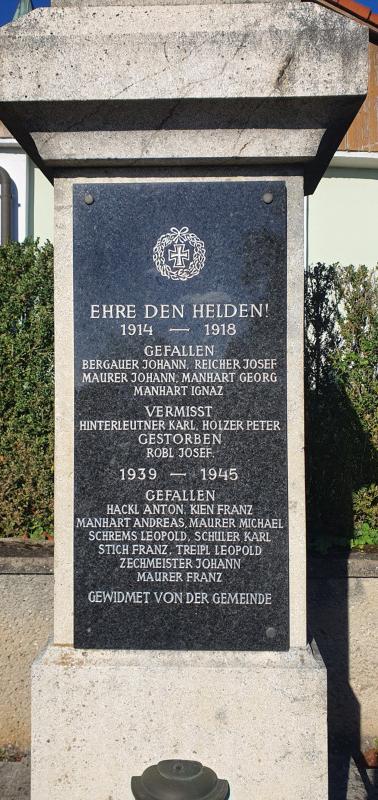 EHRE DEN HELDEN!
1914 — 1918
GEFALLEN
BERGAUER JOHANN, REICHER JOSEF
MAURER JOHANN, MANHART GEORG
MANHART IGNAZ
VERMISST
HINTERLEUTNER KARL, HOLZER PETER
GESTORBEN
ROBL JOSEF.
1939 — 1945
GEFALLEN
HACKL ANTON, KIEN FRANZ
MANHART ANDREAS, MAURER MICHAEL
SCHREMS LEOPOLD, SCHULER KARL
STICH FRANZ, TREIPL LEOPOLD
ZECHMEISTER JOHANN
MAURER FRANZ
GEWIDMET VON DER GEMEINDE